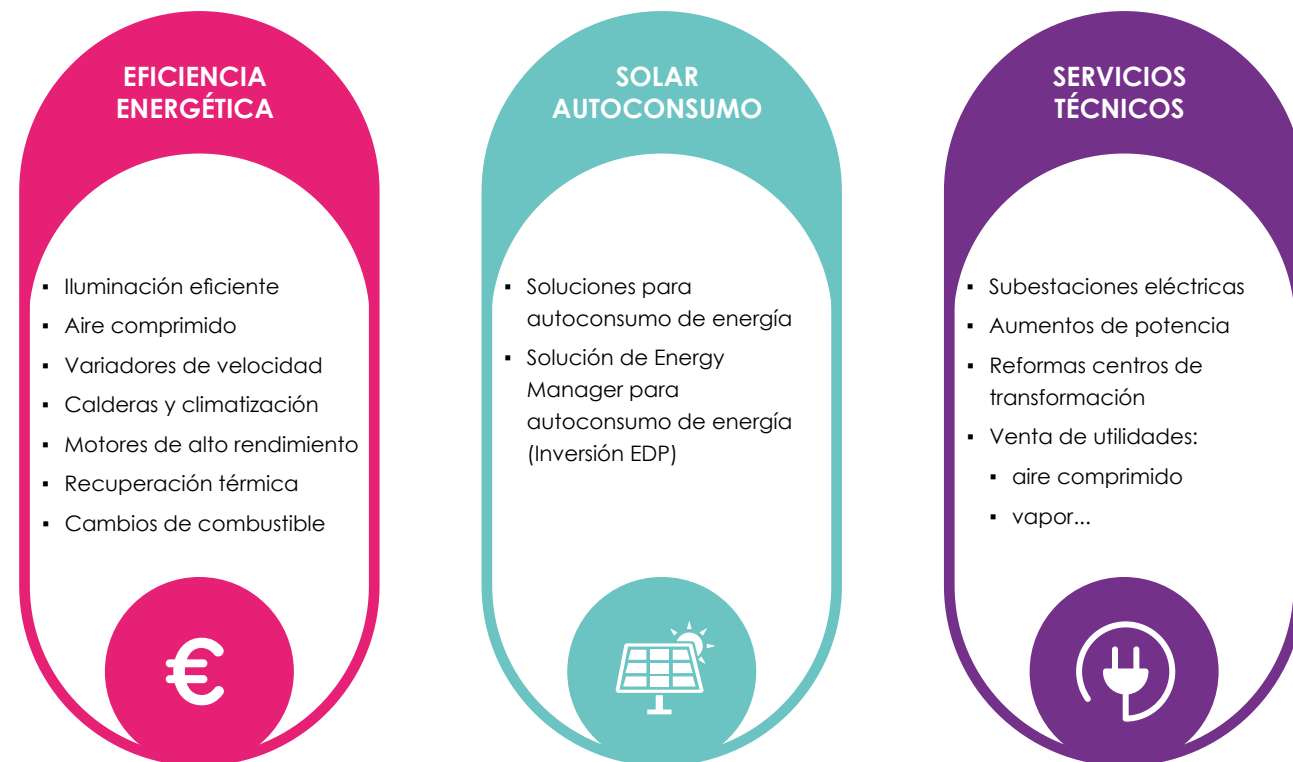 EFICIENCIA
ENERGÉTICA
▪ Iluminación eficiente
▪ Aire comprimido
▪ Variadores de velocidad
▪ Calderas y climatización
▪ Motores de alto rendimiento
▪ Recuperación térmica
▪ Cambios de combustible
€
SOLAR
AUTOCONSUMO
▪ Soluciones para
autoconsumo de energía
▪ Solución de Energy
Manager para
autoconsumo de energía
(Inversión EDP)
SERVICIOS
TÉCNICOS
▪ Subestaciones eléctricas
▪ Aumentos de potencia
▪ Reformas centros de
transformación
▪ Venta de utilidades:
▪ aire comprimido
▪ vapor...